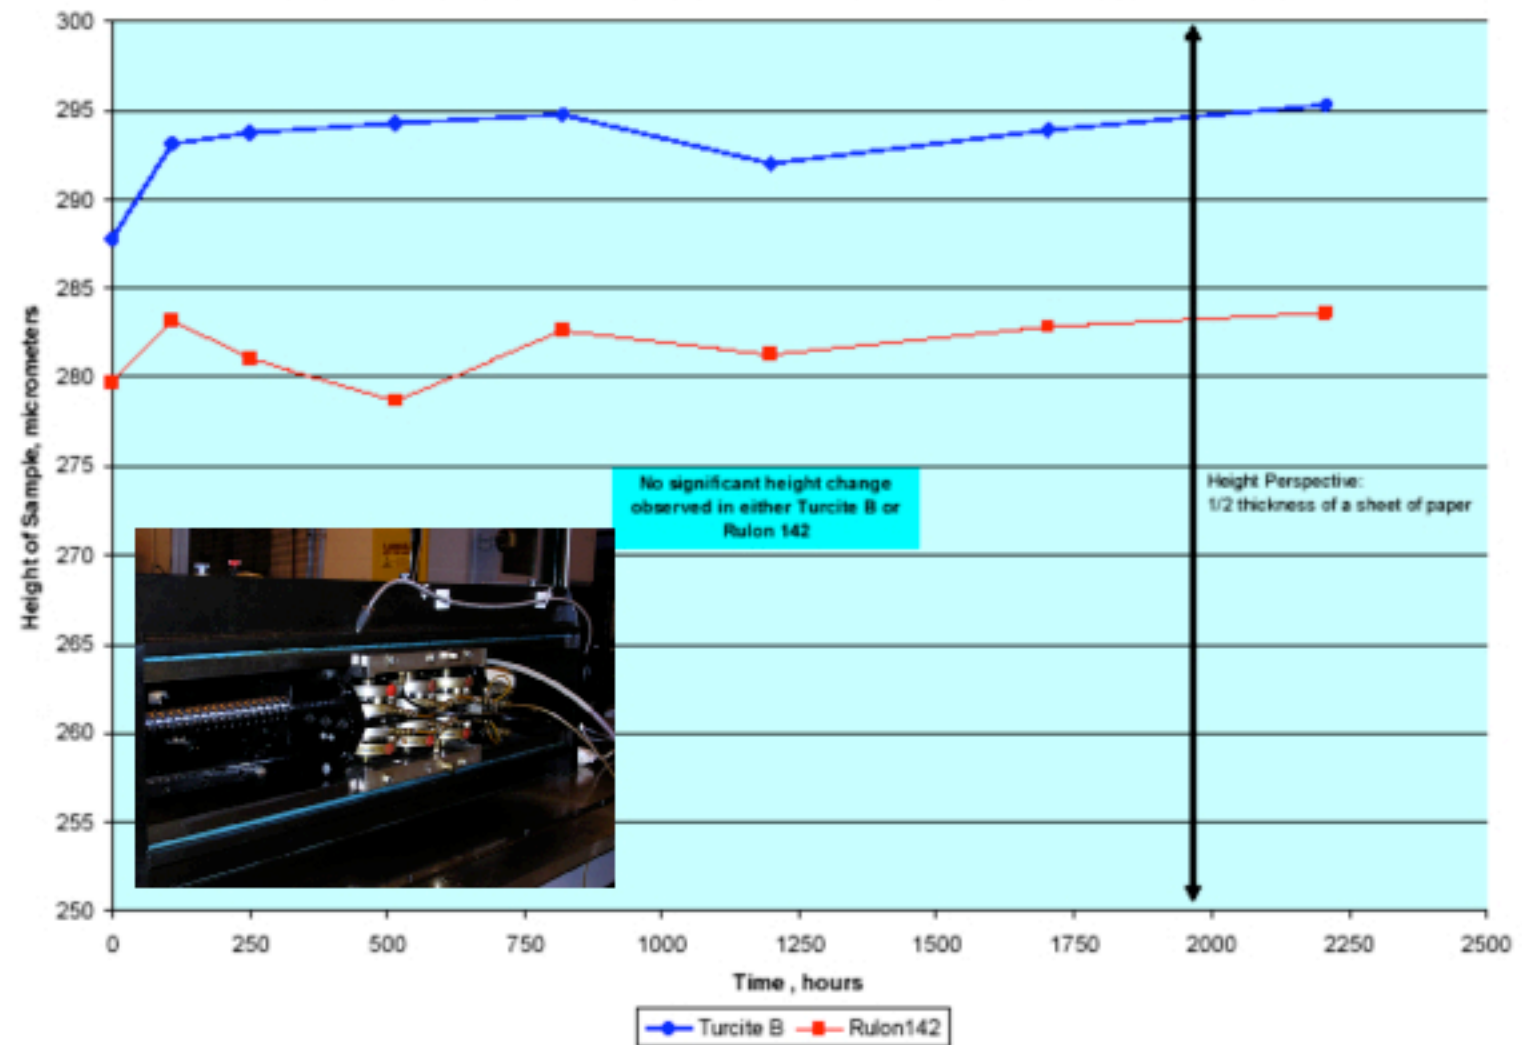 300
295
290
285
280
275
270
265
260
255
250
Height of Sample, micrometers
No significant height change
observed in either Turcite B or
Rulon 142
Height Perspective:
1/2 thickness of a sheet of paper
0 250 500 750 1000 1250 1500 1750 2000 2250 2500
Time , hours
Turcite B Rulon142